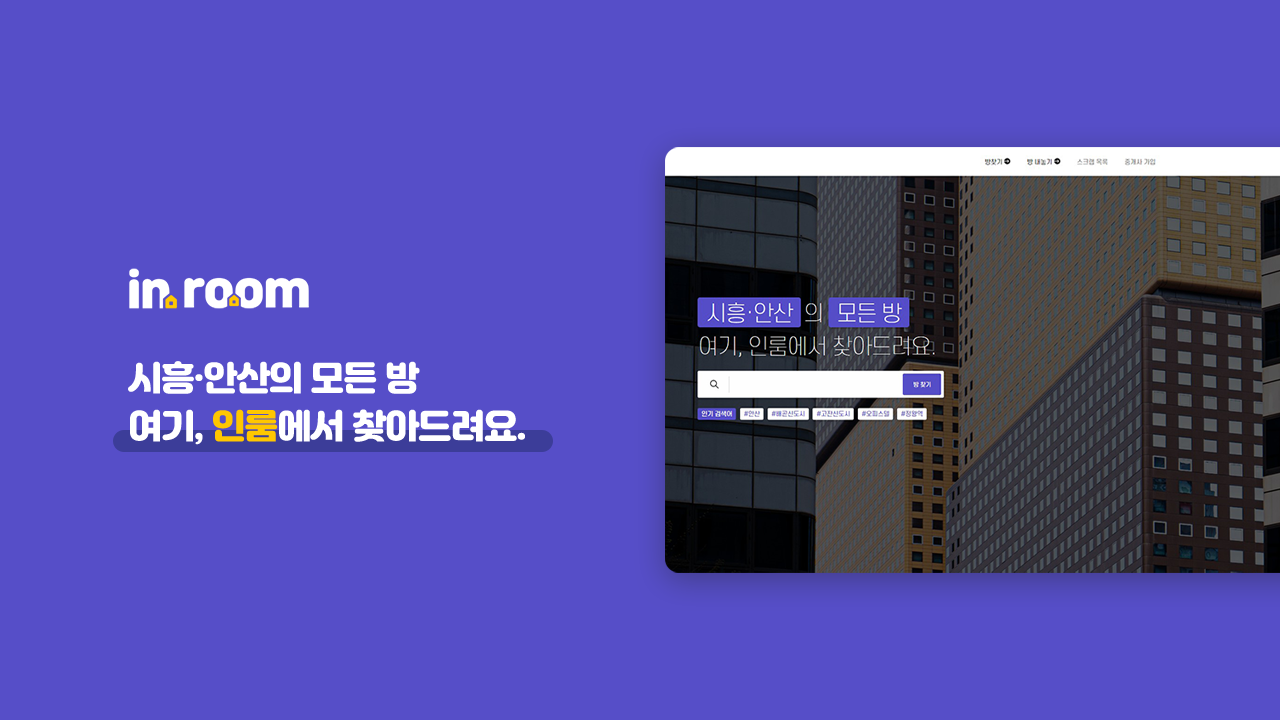 in room
시흥·안산의 모든 방
여기, 인룸에서 찾아드려요.
방찾기 방 내놓기 스크랩 목록 중개사 가입
시흥·안산 의 모든 방
여기, 인룸에서 찾아드려요.
방 찾기
인기 검색어 #안산 #배곧신도시 #고잔신도시 #오피스텔 #정왕역